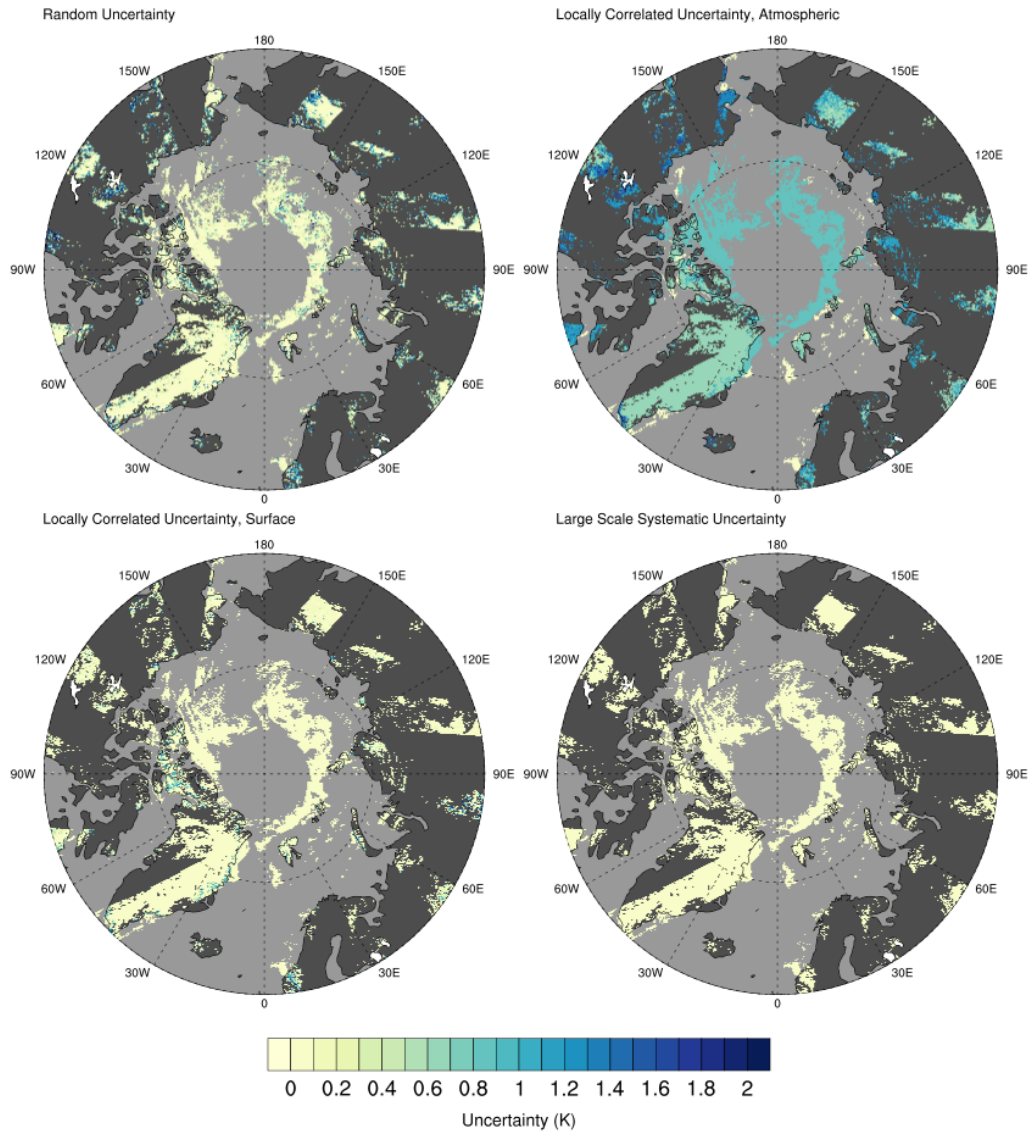 Random Uncertainty
Locally Correlated Uncertainty, Atmospheric
180
150W
150E
120W
120E
90W
90E
60W
60E
30W
30E
0
180
150W
150E
120W
120E
90W
90E
60W
60E
30W
30E
0
Locally Correlated Uncertainty, Surface
Large Scale Systematic Uncertainty
180
150W
150E
120W
120E
90W
90E
60W
60E
30W
30E
0
180
150W
150E
120W
120E
90W
90E
60W
60E
30W
30E
0
0 0.2 0.4 0.6 0.8 1 1.2 1.4 1.6 1.8 2
Uncertainty (K)